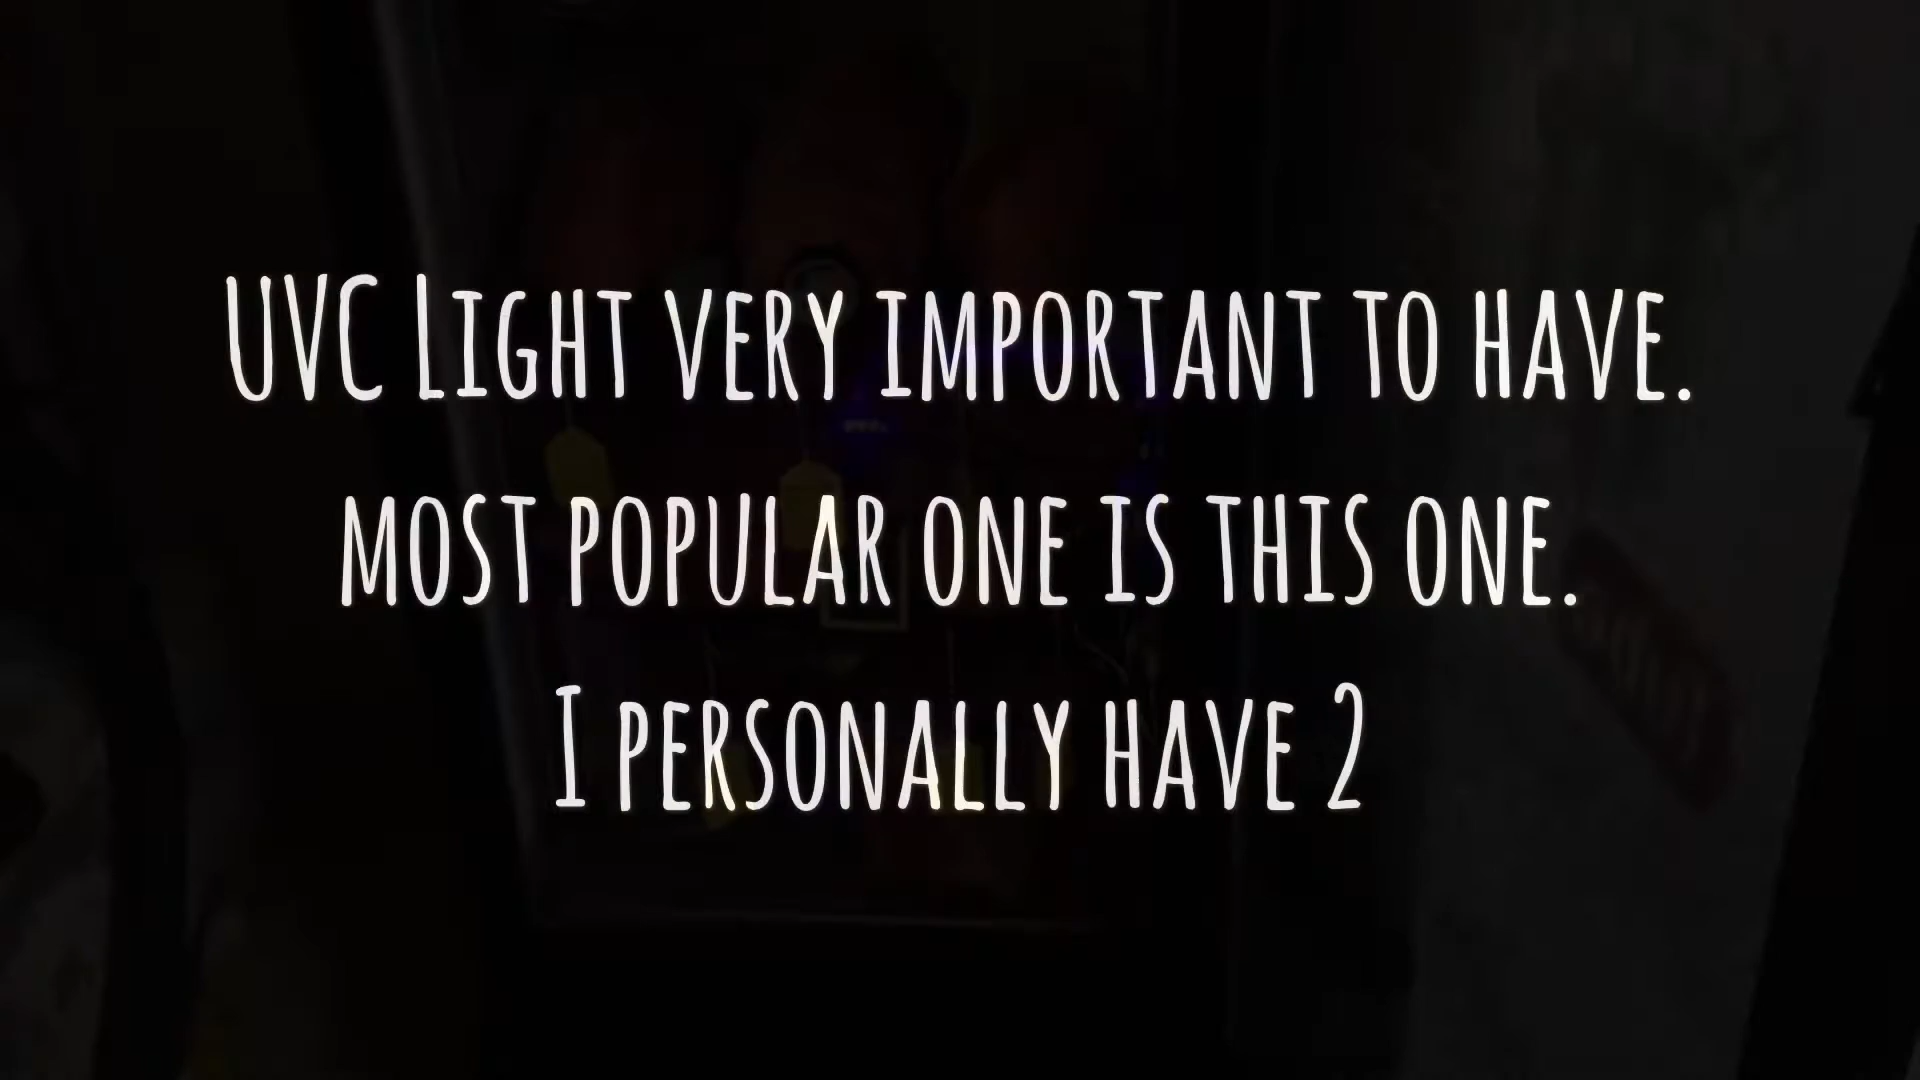 UVC Light very important to have.
most popular one is this one.
I personally have 2